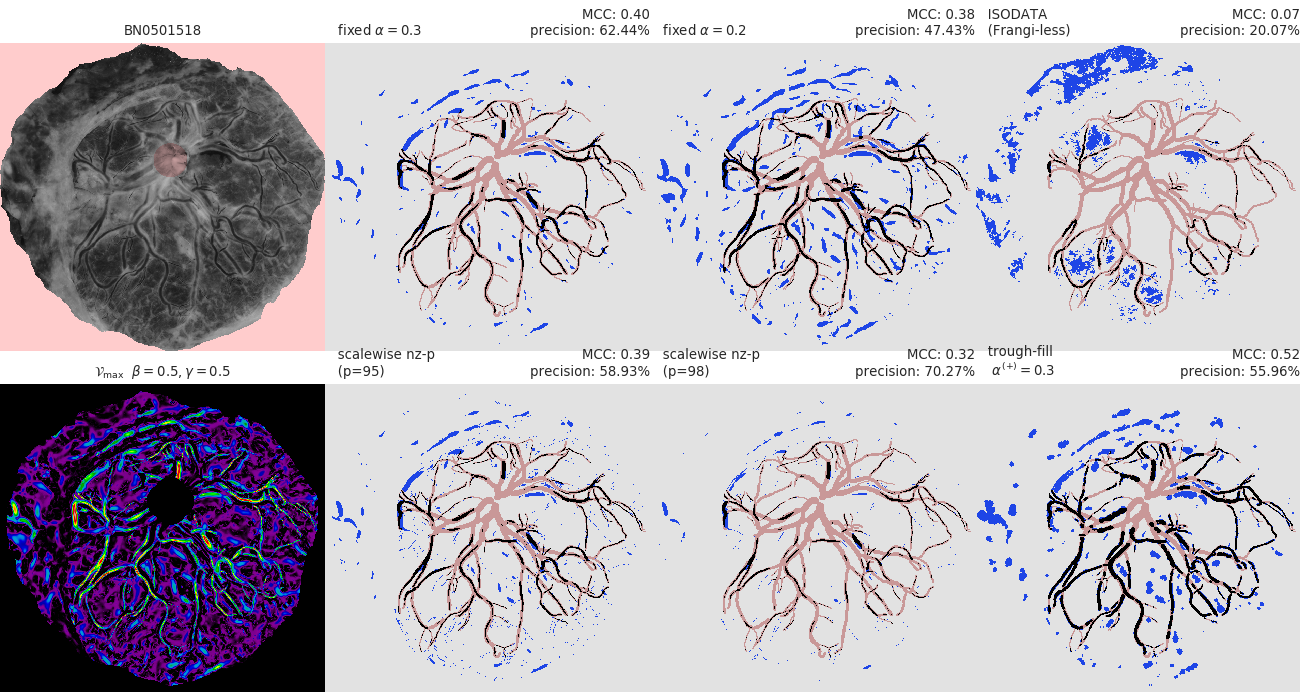 BN0501518
fixed α = 0.3
MCC: 0.40
precision: 62.44%
fixed α = 0.2
MCC: 0.38
precision: 47.43%
ISODATA
(Frangi-less)
MCC: 0.07
precision: 20.07%
𝒱max β = 0.5, γ = 0.5
scalewise nz-p
(p=95)
MCC: 0.39
precision: 58.93%
scalewise nz-p
(p=98)
MCC: 0.32
precision: 70.27%
trough-fill
α(+) = 0.3
MCC: 0.52
precision: 55.96%